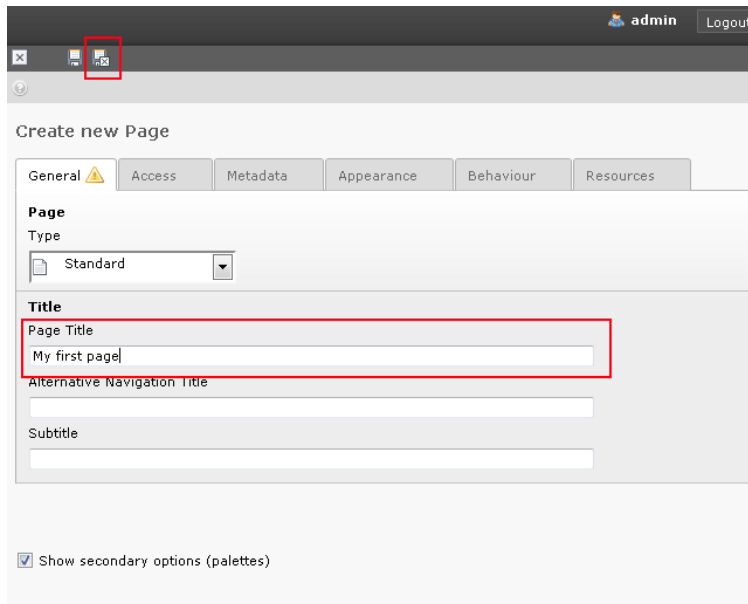 admin Logout
Create new Page
General Access Metadata Appearance Behaviour Resources
Page
Type
Standard
Title
Page Title
My first page
Alternative Navigation Title
Subtitle
Show secondary options (palettes)